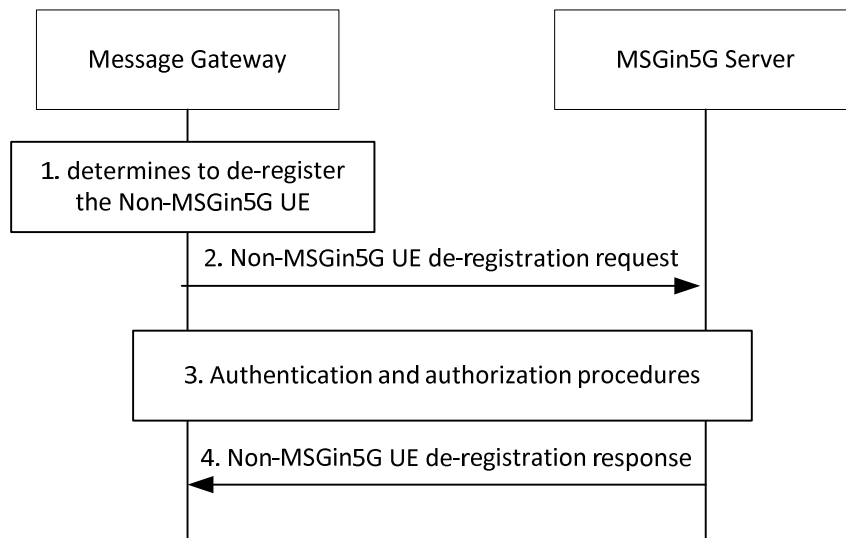 Message Gateway
MSGin5G Server
1. determines to de-register
the Non-MSGin5G UE
2. Non-MSGin5G UE de-registration request
3. Authentication and authorization procedures
4. Non-MSGin5G UE de-registration response